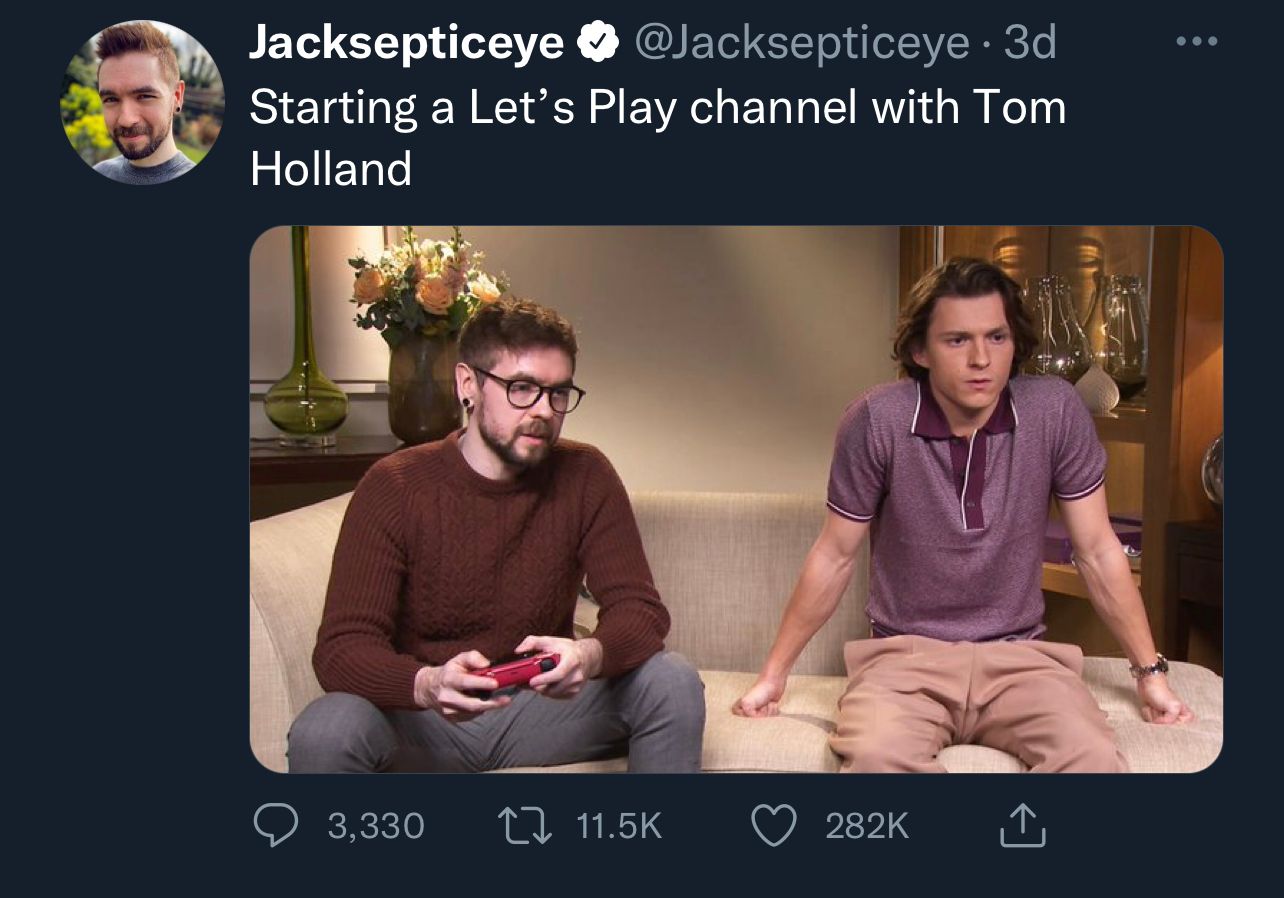 Jacksepticeye @Jacksepticeye · 3d
Starting a Let’s Play channel with Tom
Holland
3,330 11.5K 282K